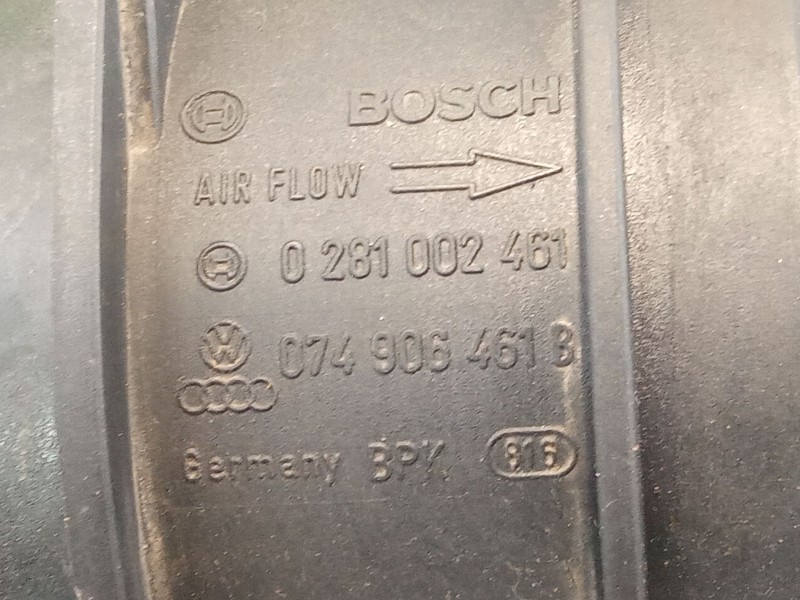 BOSCH
AIR FLOW
0 281 002 461
074 906 461 B
Germany BPK 816